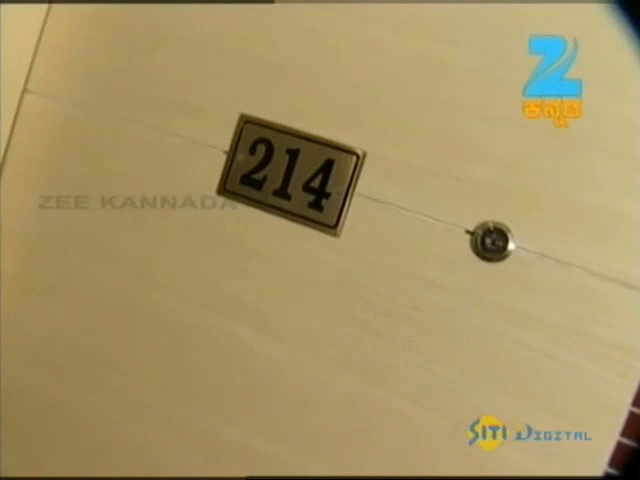 Z
ಕನ್ನಡ
214
ZEE KANNADA
SITI DIGITAL